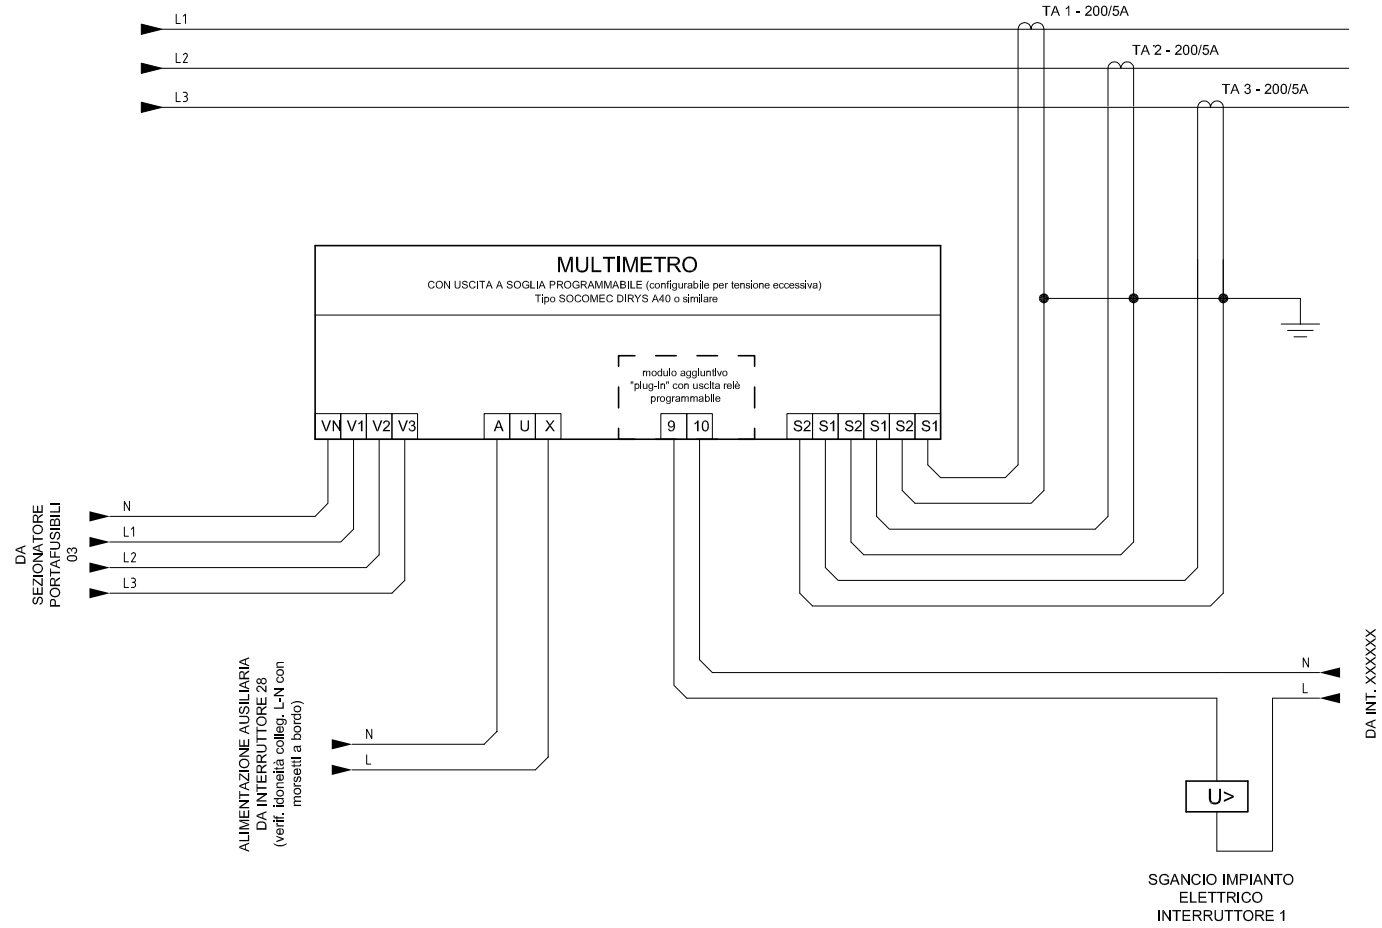 L1
TA 1 - 200/5A
L2
TA 2 - 200/5A
L3
TA 3 - 200/5A
MULTIMETRO
CON USCITA A SOGLIA PROGRAMMABILE (configurabile per tensione eccessiva)
Tipo SOCOMEC DIRYS A40 o similare
modulo aggiuntivo
"plug-in" con uscita relè
programmabile
VN V1 V2 V3
A U X
9 10
S2 S1 S2 S1 S2 S1
DA
SEZIONATORE
PORTAFUSIBILI
03
N
L1
L2
L3
ALIMENTAZIONE AUSILIARIA
DA INTERRUTTORE 28
(verif. idoneità colleg. L-N con
morsetti a bordo)
N
L
N
L
DA INT. XXXXXX
U>
SGANCIO IMPIANTO
ELETTRICO
INTERRUTTORE 1